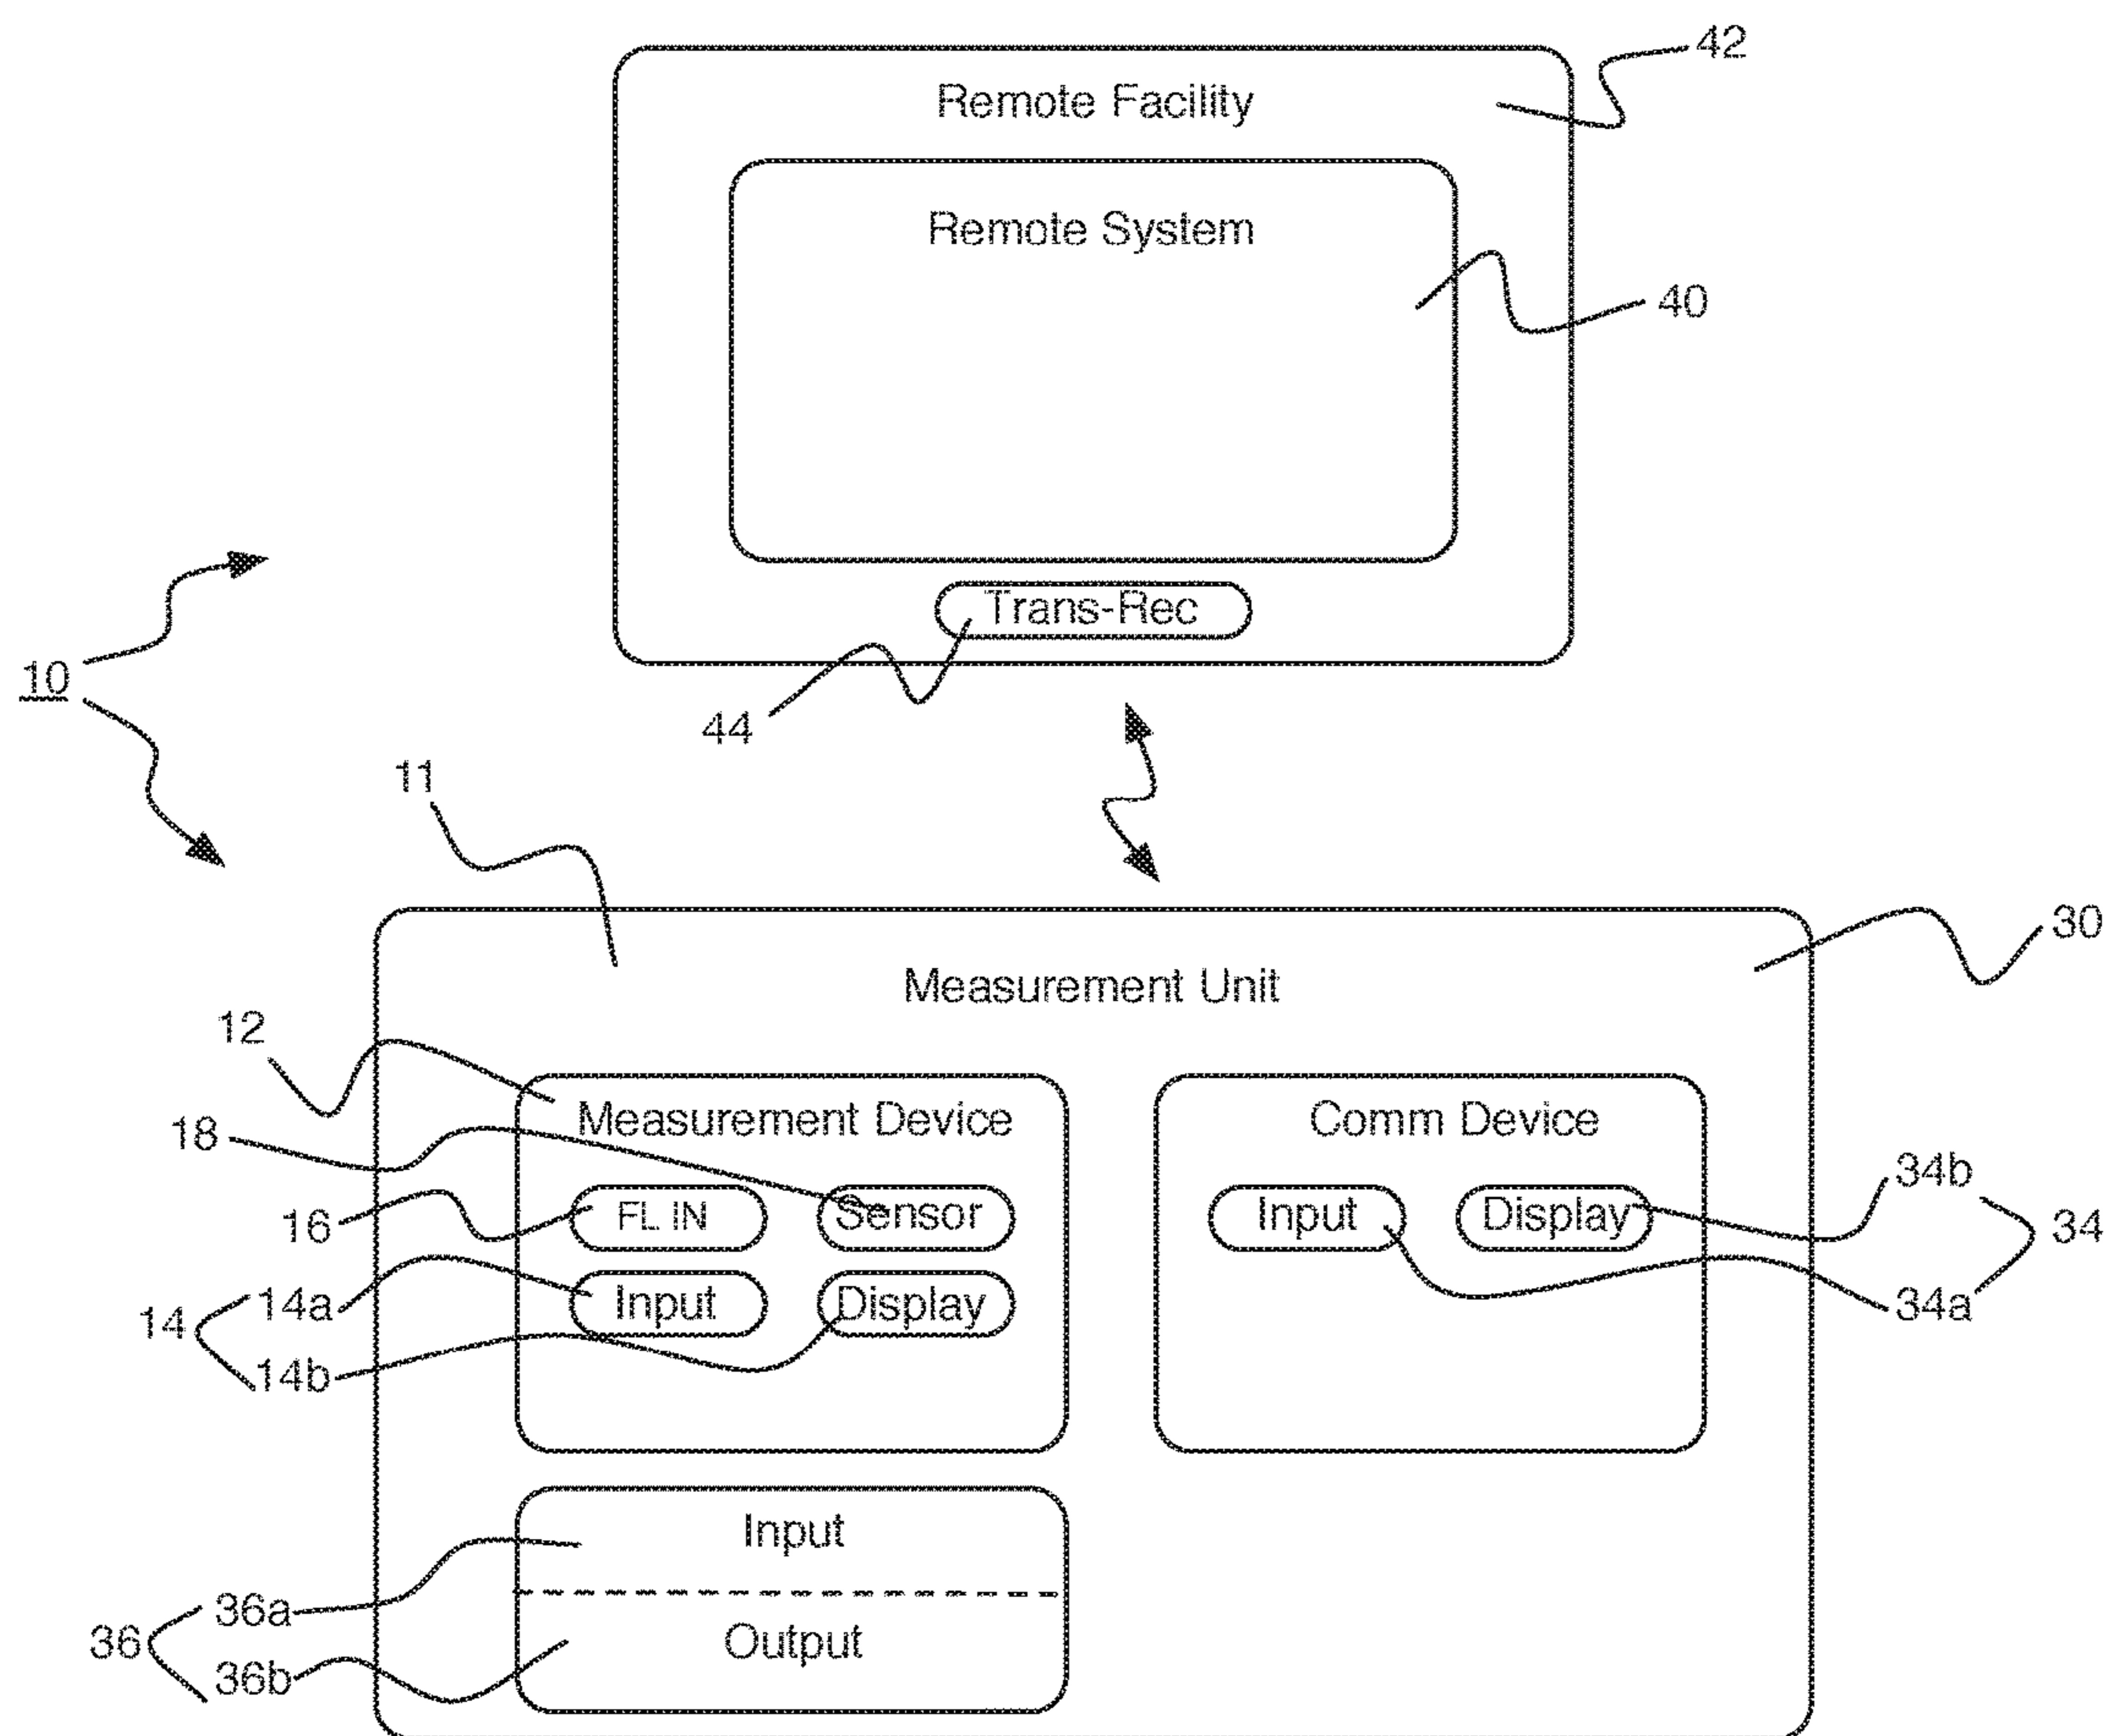 42
Remote Facility
Remote System
40
Trans-Rec
10
44
11
30
Measurement Unit
12
Measurement Device
Comm Device
18
34b
16
FL IN
Sensor
Input
Display
34
14
14a
Input
Display
34a
14b
Input
36
36a
Output
36b